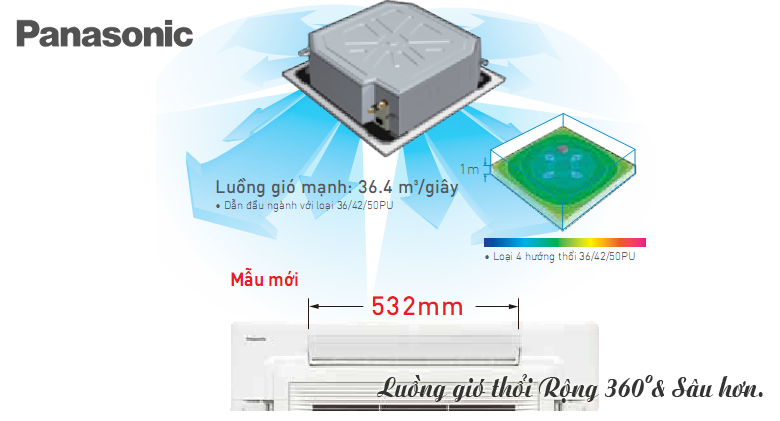 Panasonic
1m
Luồng gió mạnh: 36.4 m³/giây
• Dẫn đầu ngành với loại 36/42/50PU
• Loại 4 hướng thổi 36/42/50PU
Mẫu mới
532mm
Panasonic
Luồng gió thổi Rộng 360º & Sâu hơn.